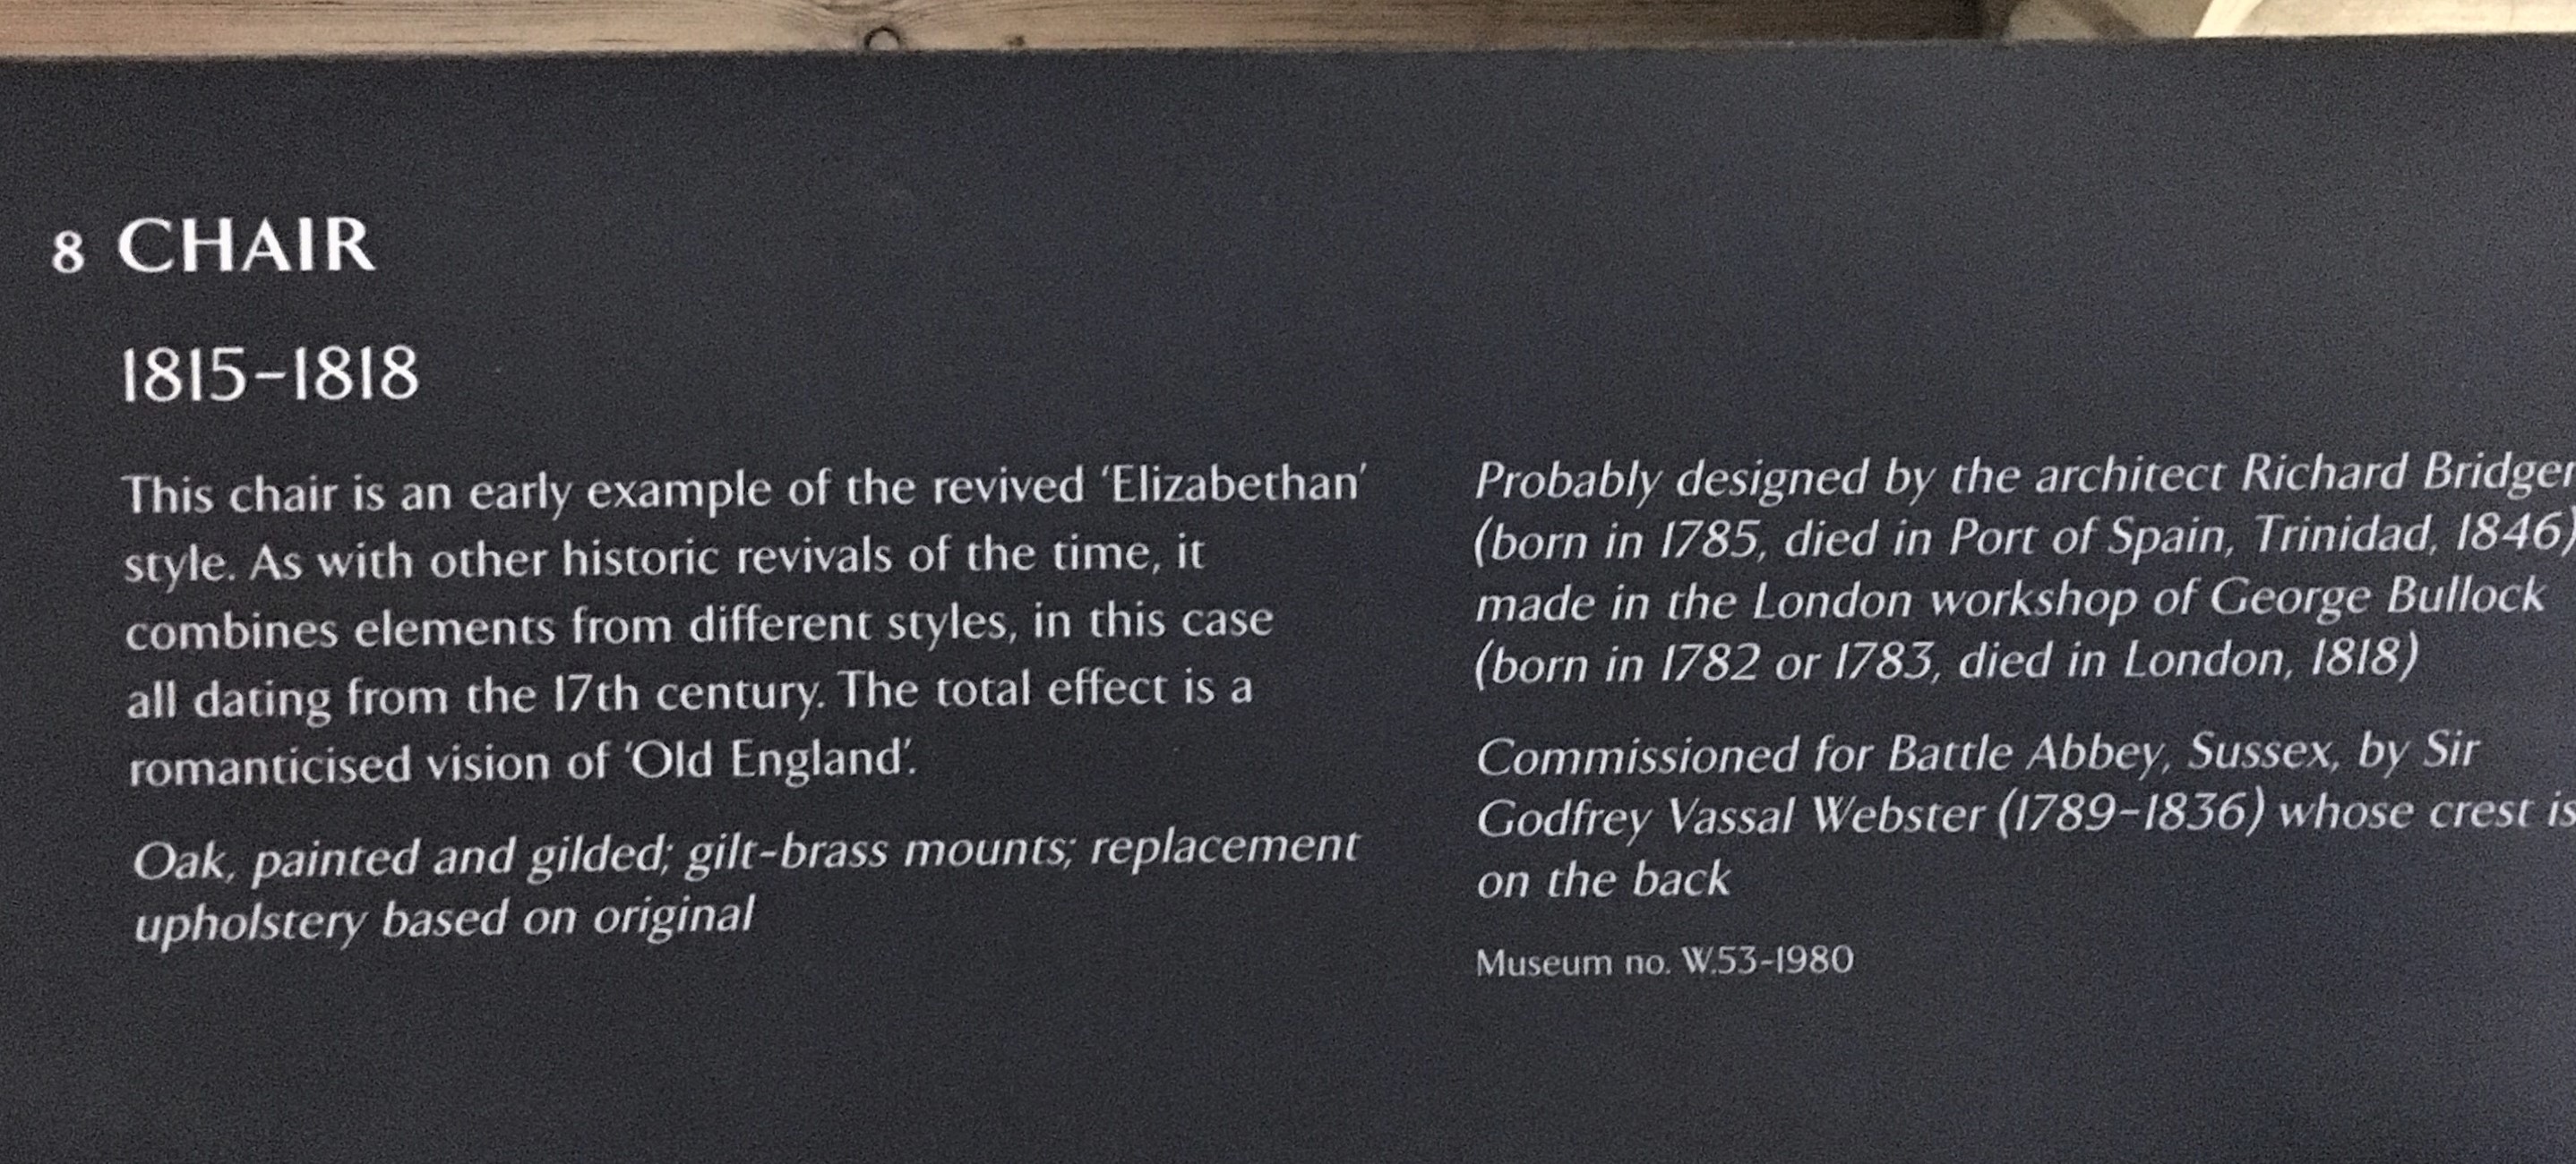 8 CHAIR
1815–1818
This chair is an early example of the revived ‘Elizabethan’
style. As with other historic revivals of the time, it
combines elements from different styles, in this case
all dating from the 17th century. The total effect is a
romanticised vision of ‘Old England’.
Oak, painted and gilded; gilt-brass mounts; replacement
upholstery based on original
Probably designed by the architect Richard
(born in 1785, died in Port of Spain, Trinidad, 1846)
made in the London workshop of George Bullock
(born in 1782 or 1783, died in London, 1818)
Commissioned for Battle Abbey, Sussex, by Sir
Godfrey Vassal Webster (1789–1836) whose crest is
on the back
Museum no. W.53-1980